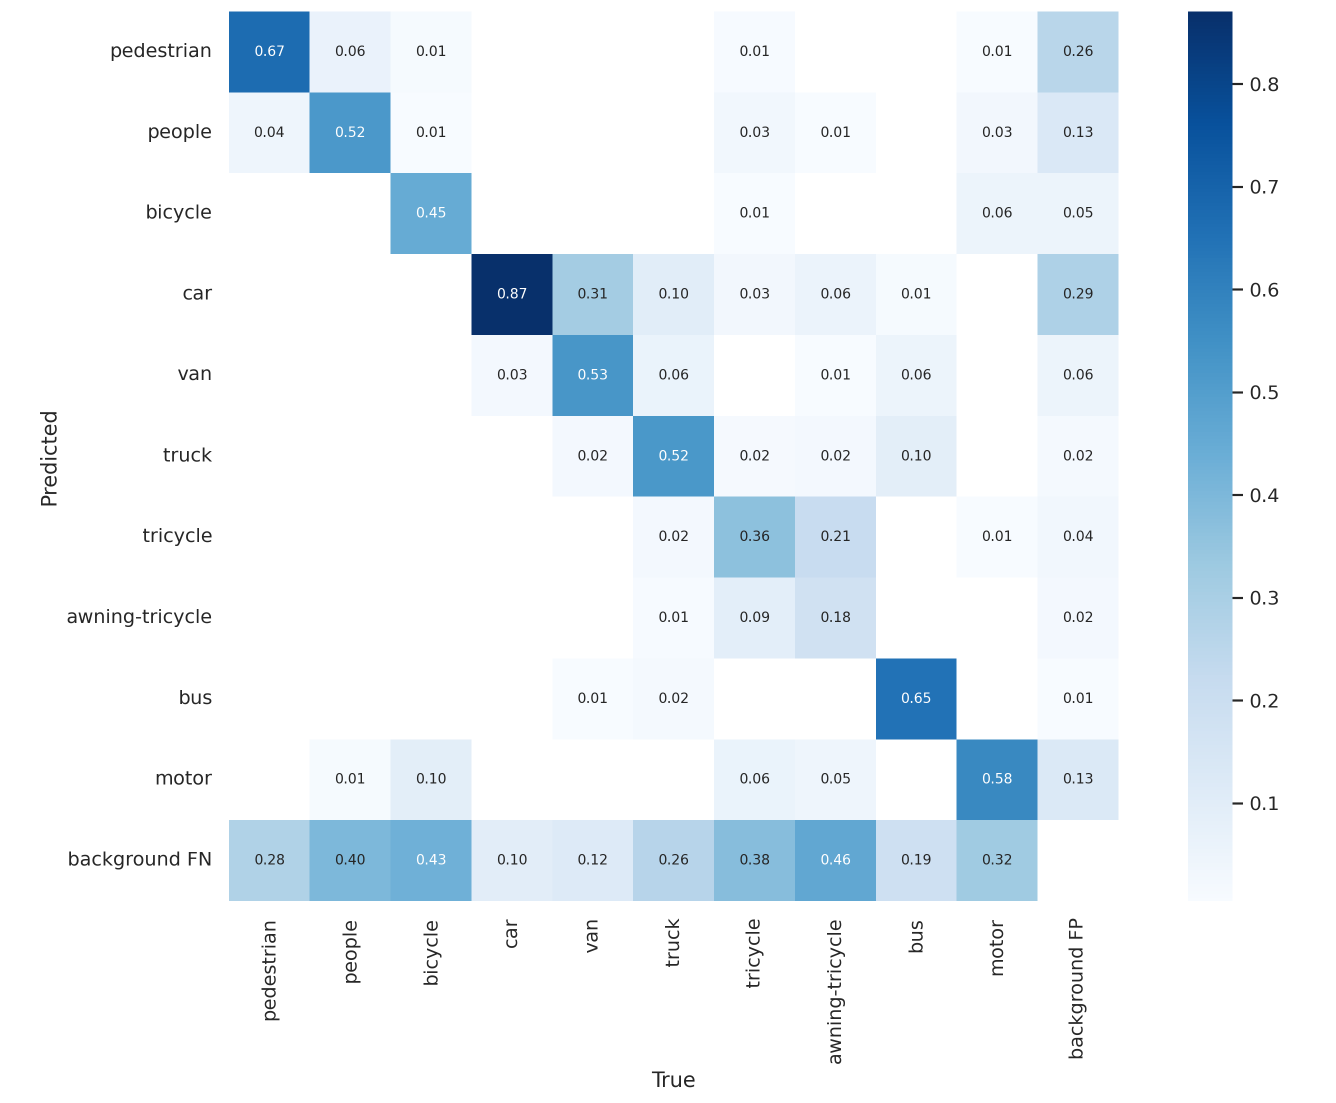 pedestrian 0.67 0.06 0.01 0.01 0.01 0.26
people 0.04 0.52 0.01 0.03 0.01 0.03 0.13
bicycle 0.45 0.01 0.06 0.05
car 0.87 0.31 0.10 0.03 0.06 0.01 0.29
van 0.03 0.53 0.06 0.01 0.06 0.06
truck 0.02 0.52 0.02 0.02 0.10 0.02
tricycle 0.02 0.36 0.21 0.01 0.04
awning-tricycle 0.01 0.09 0.18 0.02
bus 0.01 0.02 0.65 0.01
motor 0.01 0.10 0.06 0.05 0.58 0.13
background FN 0.28 0.40 0.43 0.10 0.12 0.26 0.38 0.46 0.19 0.32
pedestrian people bicycle car van truck tricycle awning-tricycle bus motor background FP
True
Predicted
0.8
0.7
0.6
0.5
0.4
0.3
0.2
0.1